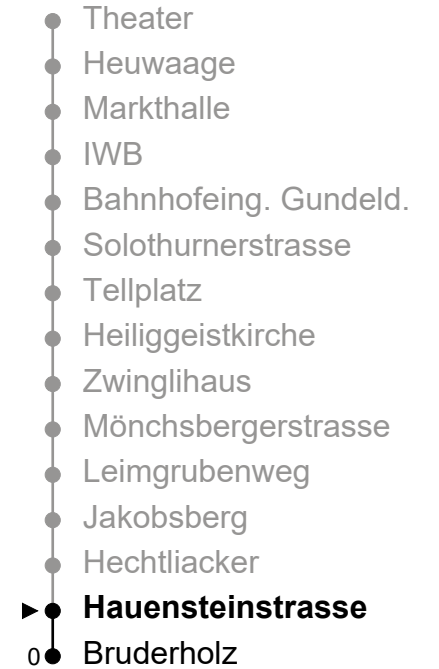 Theater
Heuwaage
Markthalle
IWB
Bahnhofeing. Gundeld.
Solothurnerstrasse
Tellplatz
Heiliggeistkirche
Zwinglihaus
Mönchsbergerstrasse
Leimgrubenweg
Jakobsberg
Hechtliacker
Hauensteinstrasse
0 Bruderholz